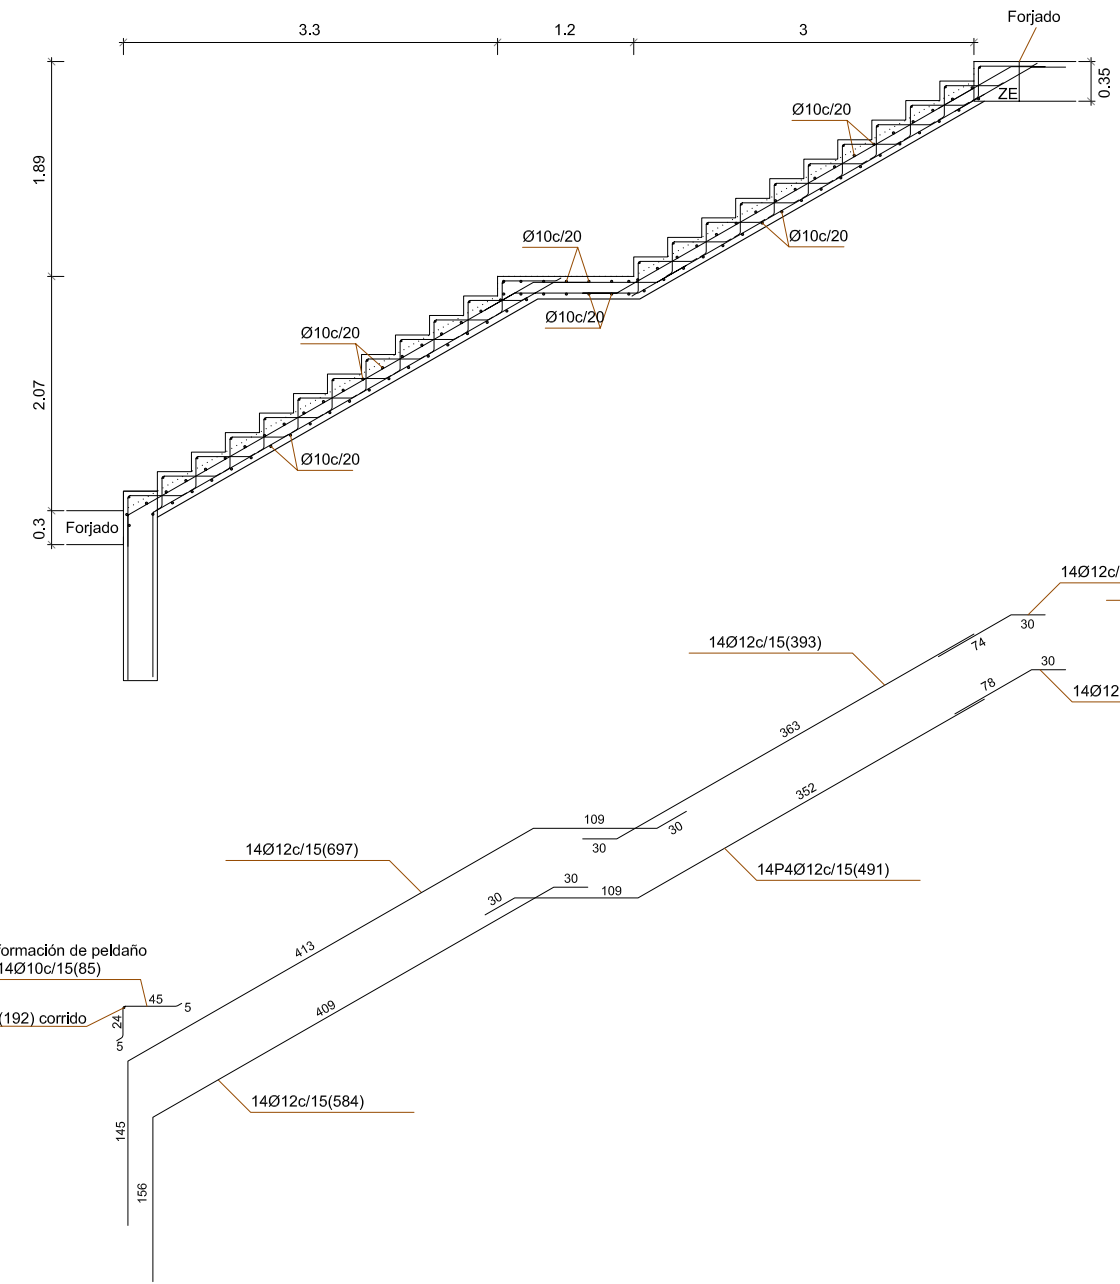 Forjado
3.3
1.2
3
0.35
ZE
Ø10c/20
1.89
Ø10c/20
Ø10c/20
Ø10c/20
Ø10c/20
2.07
Ø10c/20
0.3
Forjado
14Ø12c/
30
14Ø12c/15(393)
74
30
78
14Ø12
363
352
109
30
30
14Ø12c/15(697)
14P4Ø12c/15(491)
30
109
30
413
formación de peldaño
14Ø10c/15(85)
45
5
24
(192) corrido
5
409
14Ø12c/15(584)
145
156